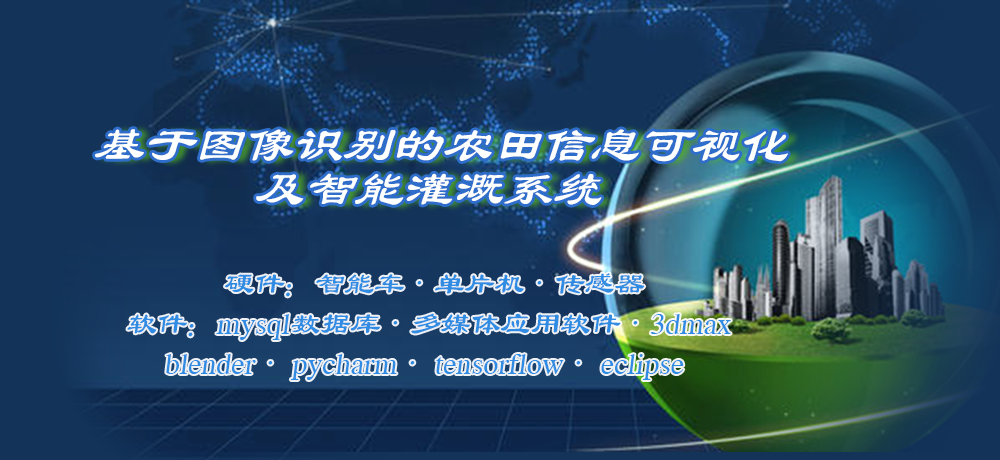 基于图像识别的农田信息可视化
及智能灌溉系统
硬件：智能车·单片机·传感器
软件：mysql数据库·多媒体应用软件·3dmax
blender· pycharm· tensorflow· eclipse